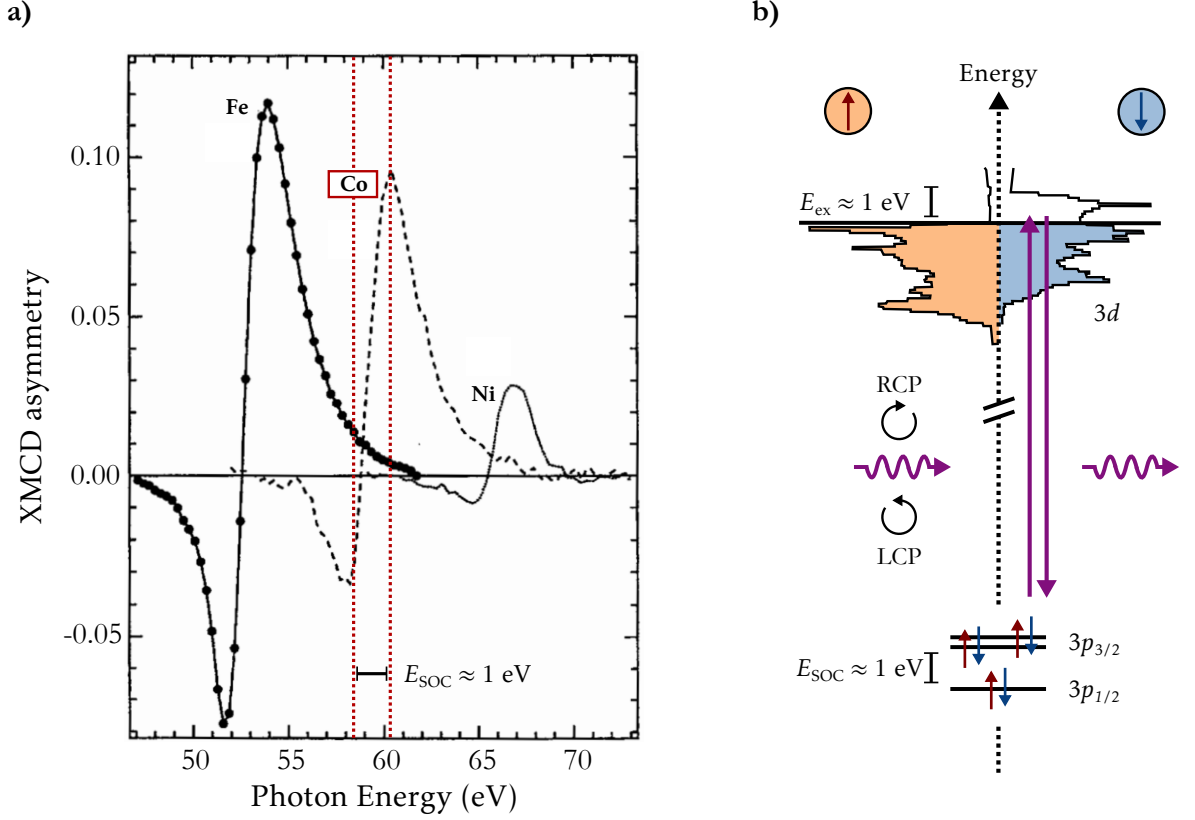 a)
XMCD asymmetry
0.10
0.05
0.00
-0.05
Fe
Co
Ni
E_SOC ≈ 1 eV
50 55 60 65 70
Photon Energy (eV)
b)
Energy
E_ex ≈ 1 eV
3d
RCP
LCP
3p_3/2
E_SOC ≈ 1 eV
3p_1/2